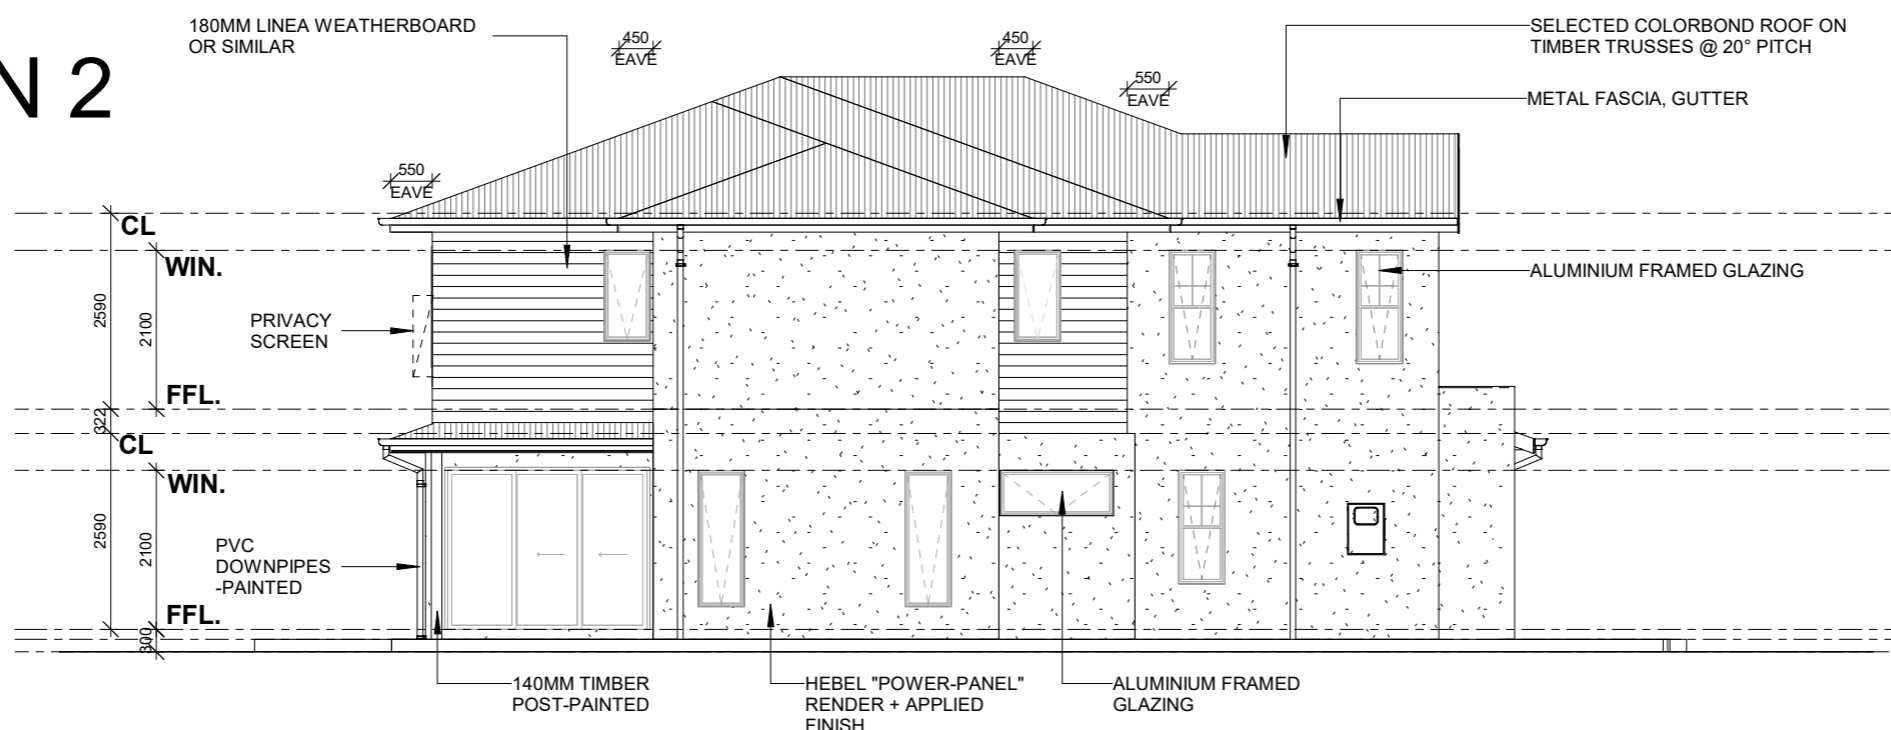 N 2
180MM LINEA WEATHERBOARD
OR SIMILAR
450
EAVE
450
EAVE
550
EAVE
SELECTED COLORBOND ROOF ON
TIMBER TRUSSES @ 20° PITCH
METAL FASCIA, GUTTER
550
EAVE
CL
WIN.
ALUMINIUM FRAMED GLAZING
2590
2100
PRIVACY
SCREEN
FFL.
322
CL
WIN.
2590
2100
PVC
DOWNPIPES
-PAINTED
FFL.
300
140MM TIMBER
POST-PAINTED
HEBEL "POWER-PANEL"
RENDER + APPLIED
FINISH
ALUMINIUM FRAMED
GLAZING